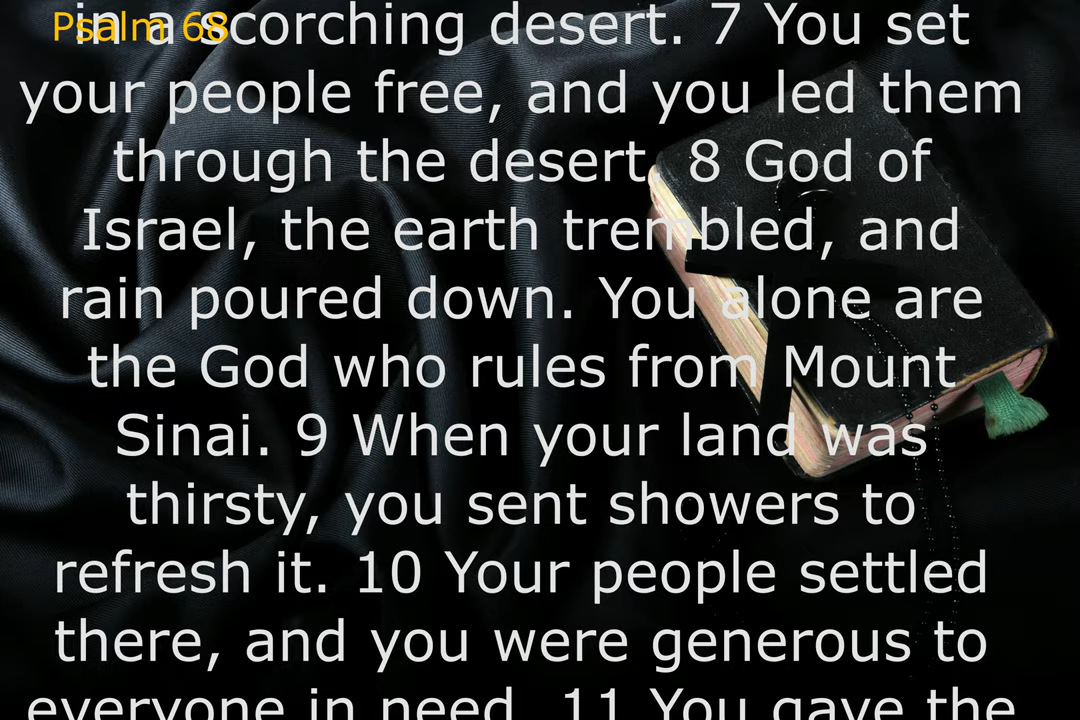 Psalm 68
in a scorching desert. 7 You set
your people free, and you led them
through the desert. 8 God of
Israel, the earth trembled, and
rain poured down. You alone are
the God who rules from Mount
Sinai. 9 When your land was
thirsty, you sent showers to
refresh it. 10 Your people settled
there, and you were generous to
everyone in need. 11 You gave the